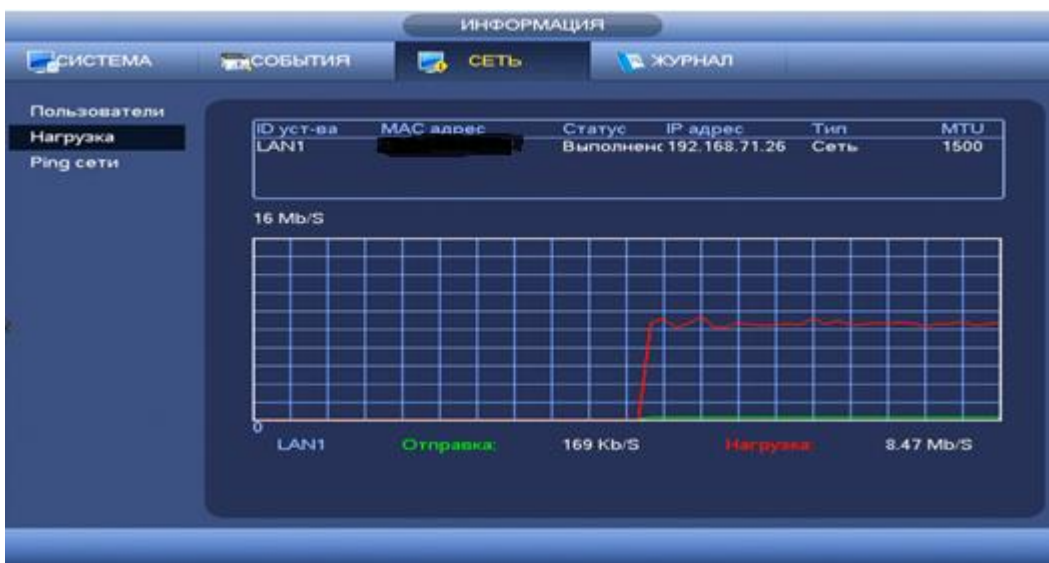 ИНФОРМАЦИЯ
СИСТЕМА СОБЫТИЯ СЕТЬ ЖУРНАЛ
Пользователи
Нагрузка
Ping сети
ID уст-ва MAC адрес Статус IP адрес Тип MTU
LAN1 Выполненс 192.168.71.26 Сеть 1500
16 Mb/S
0
LAN1 Отправка: 169 Kb/S Нагрузка: 8.47 Mb/S